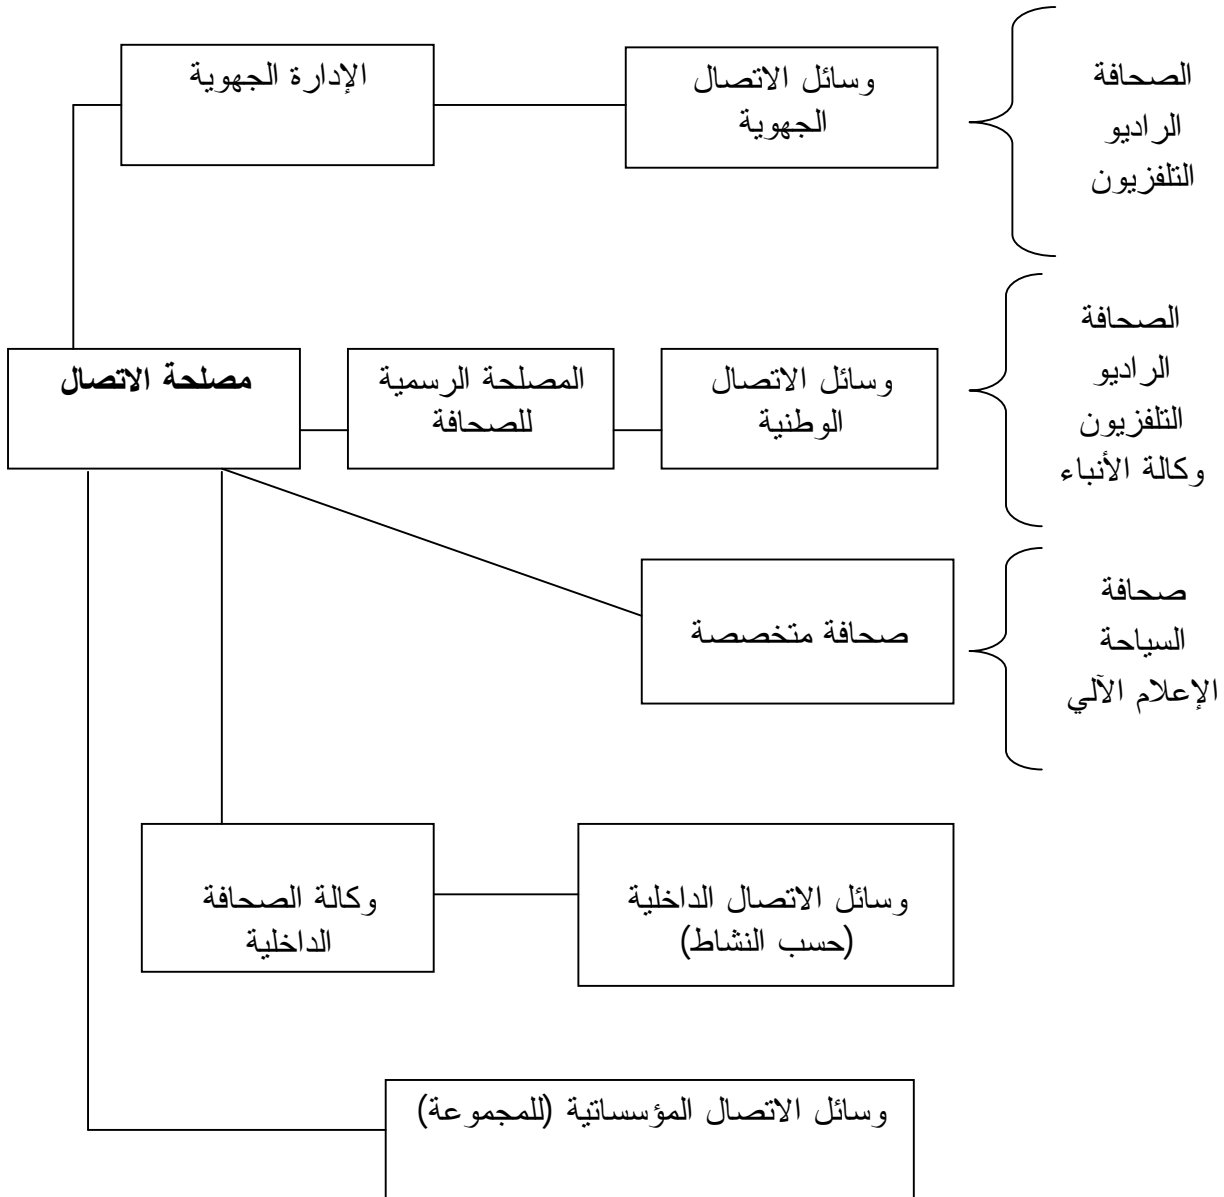 الإدارة الجهوية
وسائل الاتصال
الجهوية
الصحافة
الراديو
التلفزيون
مصلحة الاتصال
المصلحة الرسمية
للصحافة
وسائل الاتصال
الوطنية
الصحافة
الراديو
التلفزيون
وكالة الأنباء
صحافة متخصصة
صحافة
السياحة
الإعلام الآلي
وكالة الصحافة
الداخلية
وسائل الاتصال الداخلية
(حسب النشاط)
وسائل الاتصال المؤسساتية (للمجموعة)